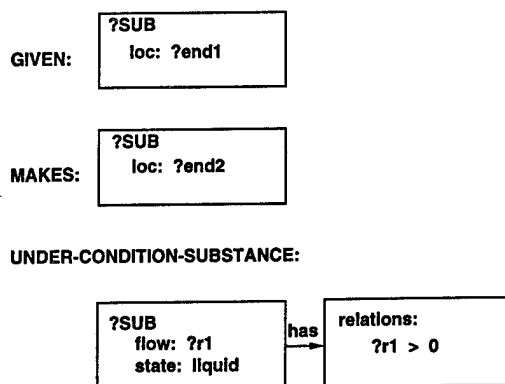 ?SUB
GIVEN: loc: ?end1
?SUB
loc: ?end2
MAKES:
UNDER-CONDITION-SUBSTANCE:
?SUB
flow: ?r1
state: liquid
has
relations:
?r1 > 0